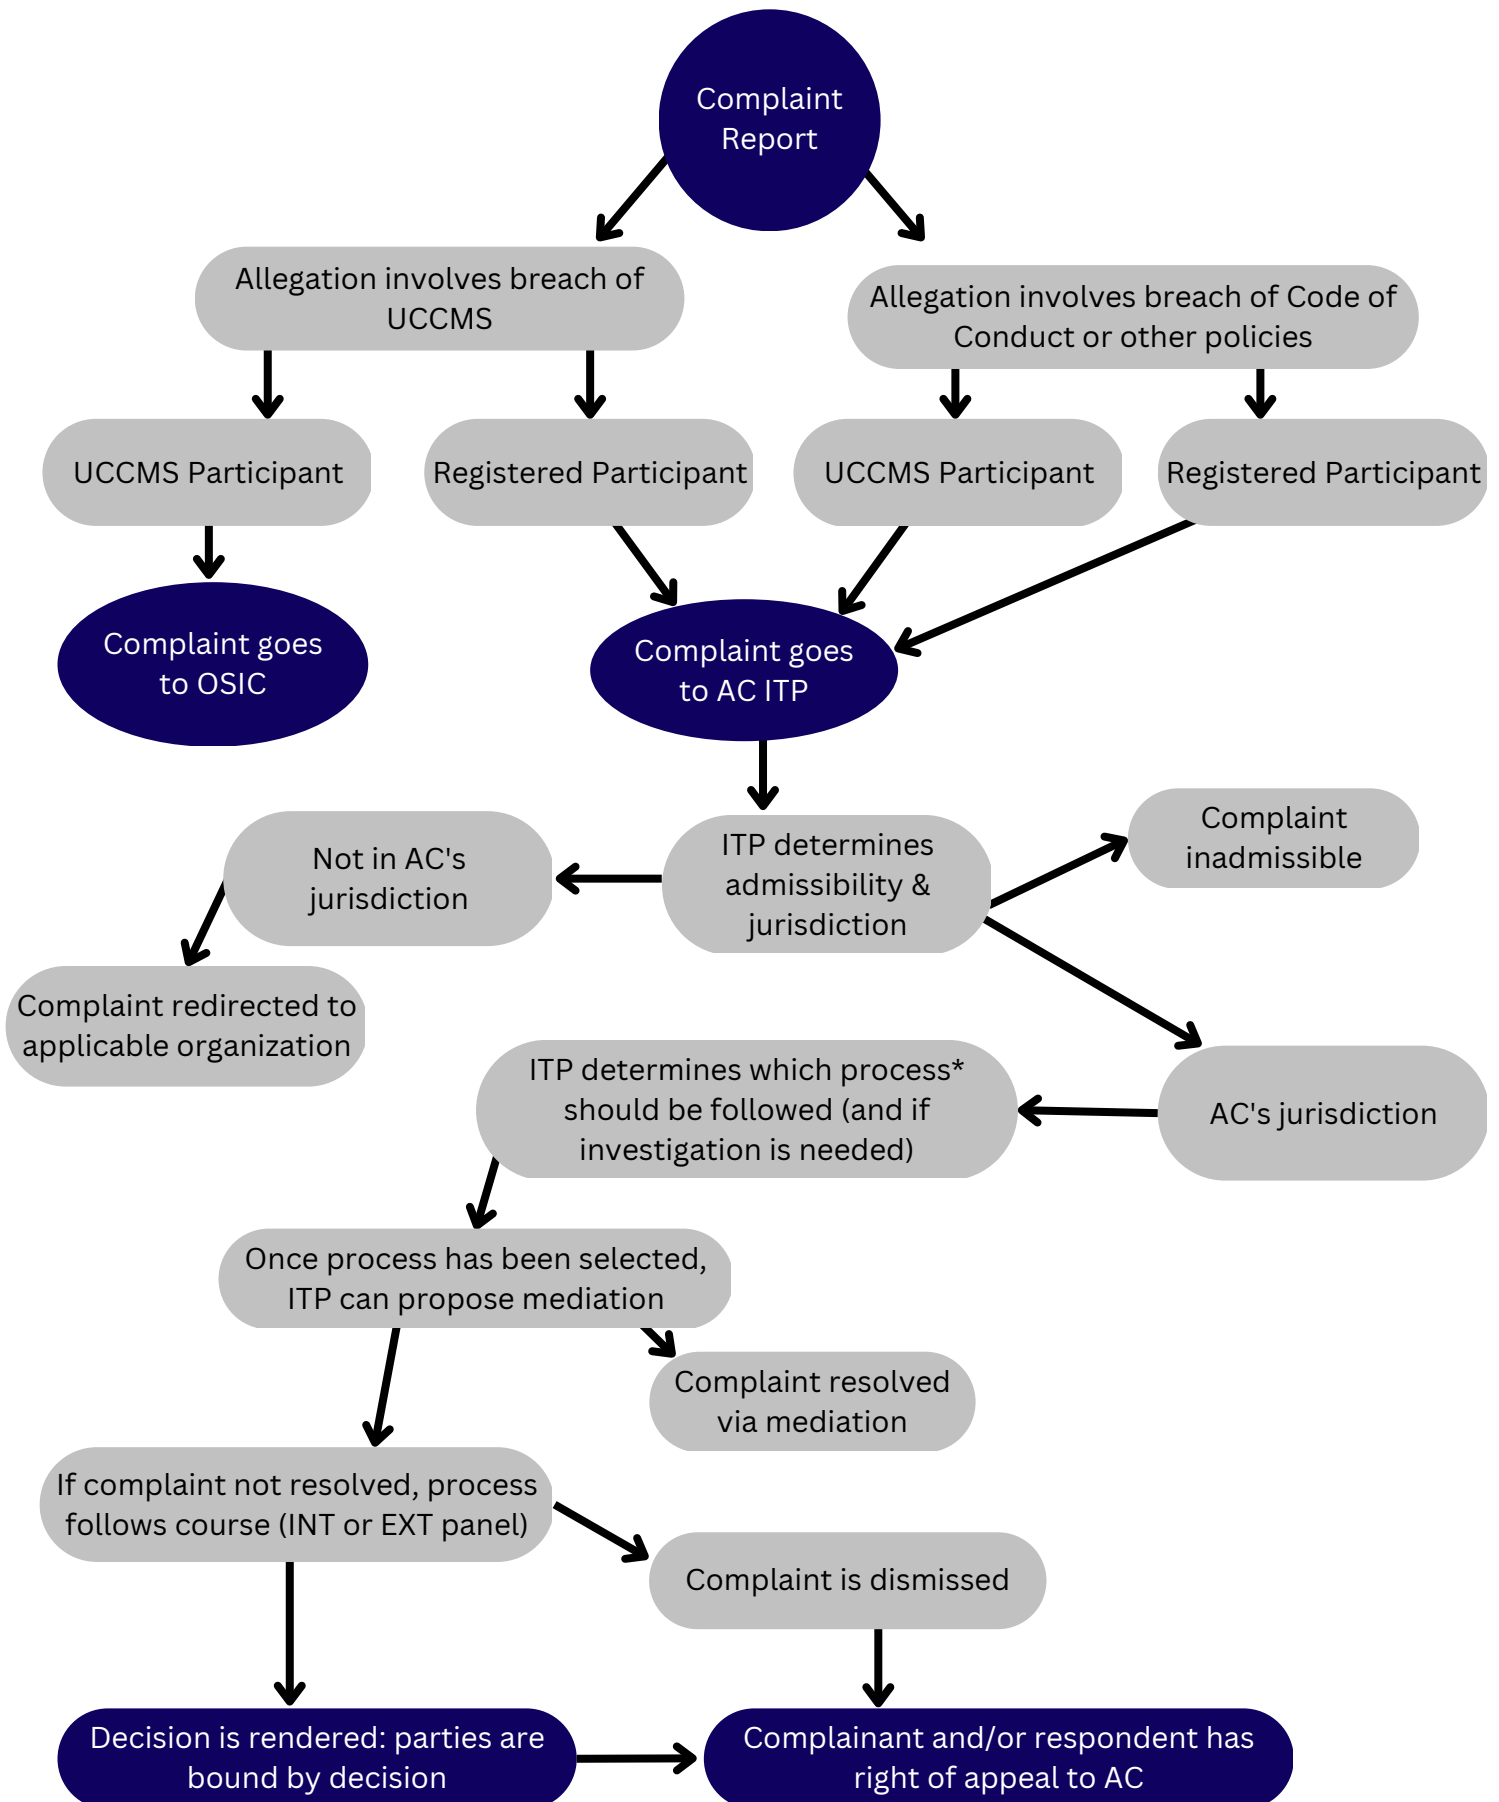 Complaint
Report
Allegation involves breach of
UCCMS
Allegation involves breach of Code of
Conduct or other policies
UCCMS Participant
Registered Participant
UCCMS Participant
Registered Participant
Complaint goes
to OSIC
Complaint goes
to AC ITP
Not in AC's
jurisdiction
ITP determines
admissibility &
jurisdiction
Complaint
inadmissible
Complaint redirected to
applicable organization
ITP determines which process*
should be followed (and if
investigation is needed)
AC's jurisdiction
Once process has been selected,
ITP can propose mediation
Complaint resolved
via mediation
If complaint not resolved, process
follows course (INT or EXT panel)
Complaint is dismissed
Decision is rendered: parties are
bound by decision
Complainant and/or respondent has
right of appeal to AC